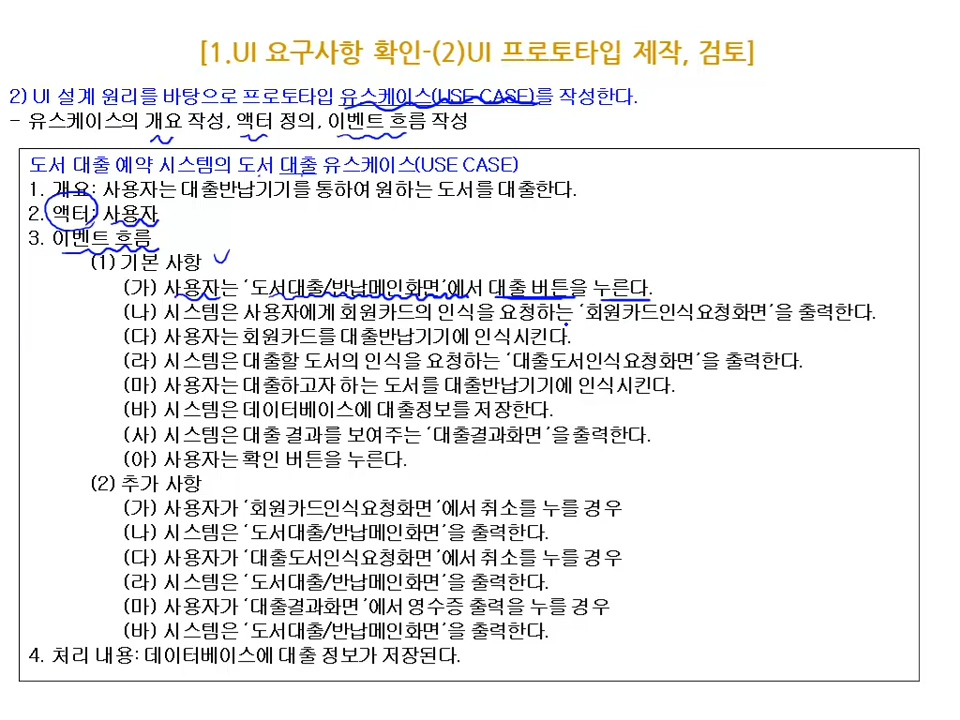 [1.UI 요구사항 확인-(2)UI 프로토타입 제작, 검토]
2) UI 설계 원리를 바탕으로 프로토타입 유스케이스(USE CASE)를 작성한다.
- 유스케이스의 개요 작성, 액터 정의, 이벤트 흐름 작성
도서 대출 예약 시스템의 도서 대출 유스케이스(USE CASE)
1. 개요: 사용자는 대출반납기기를 통하여 원하는 도서를 대출한다.
2. 액터: 사용자
3. 이벤트 흐름
(1) 기본 사항
(가) 사용자는 ‘도서대출/반납메인화면’에서 대출 버튼을 누른다.
(나) 시스템은 사용자에게 회원카드의 인식을 요청하는 ‘회원카드인식요청화면’을 출력한다.
(다) 사용자는 회원카드를 대출반납기기에 인식시킨다.
(라) 시스템은 대출할 도서의 인식을 요청하는 ‘대출도서인식요청화면’을 출력한다.
(마) 사용자는 대출하고자 하는 도서를 대출반납기기에 인식시킨다.
(바) 시스템은 데이터베이스에 대출정보를 저장한다.
(사) 시스템은 대출 결과를 보여주는 ‘대출결과화면’을 출력한다.
(아) 사용자는 확인 버튼을 누른다.
(2) 추가 사항
(가) 사용자가 ‘회원카드인식요청화면’에서 취소를 누를 경우
(나) 시스템은 ‘도서대출/반납메인화면’을 출력한다.
(다) 사용자가 ‘대출도서인식요청화면’에서 취소를 누를 경우
(라) 시스템은 ‘도서대출/반납메인화면’을 출력한다.
(마) 사용자가 ‘대출결과화면’에서 영수증 출력을 누를 경우
(바) 시스템은 ‘도서대출/반납메인화면’을 출력한다.
4. 처리 내용: 데이터베이스에 대출 정보가 저장된다.